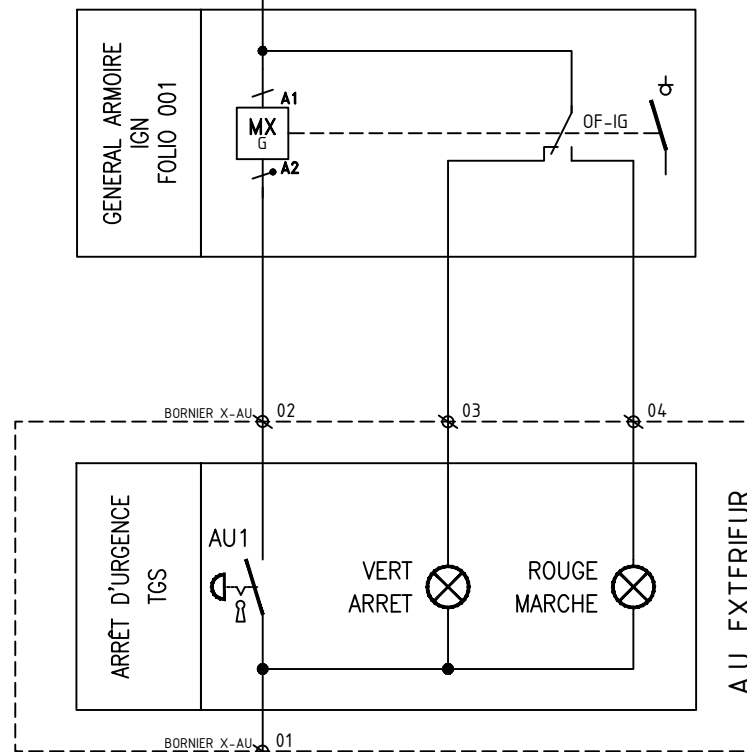 GENERAL ARMOIRE
IGN
FOLIO 001
A1
MX
G
A2
OF-IG
BORNIER X-AU
02
03
04
ARRÊT D'URGENCE
TGS
AU1
VERT
ARRET
ROUGE
MARCHE
AU EXTERIEUR
BORNIER X-AU
01